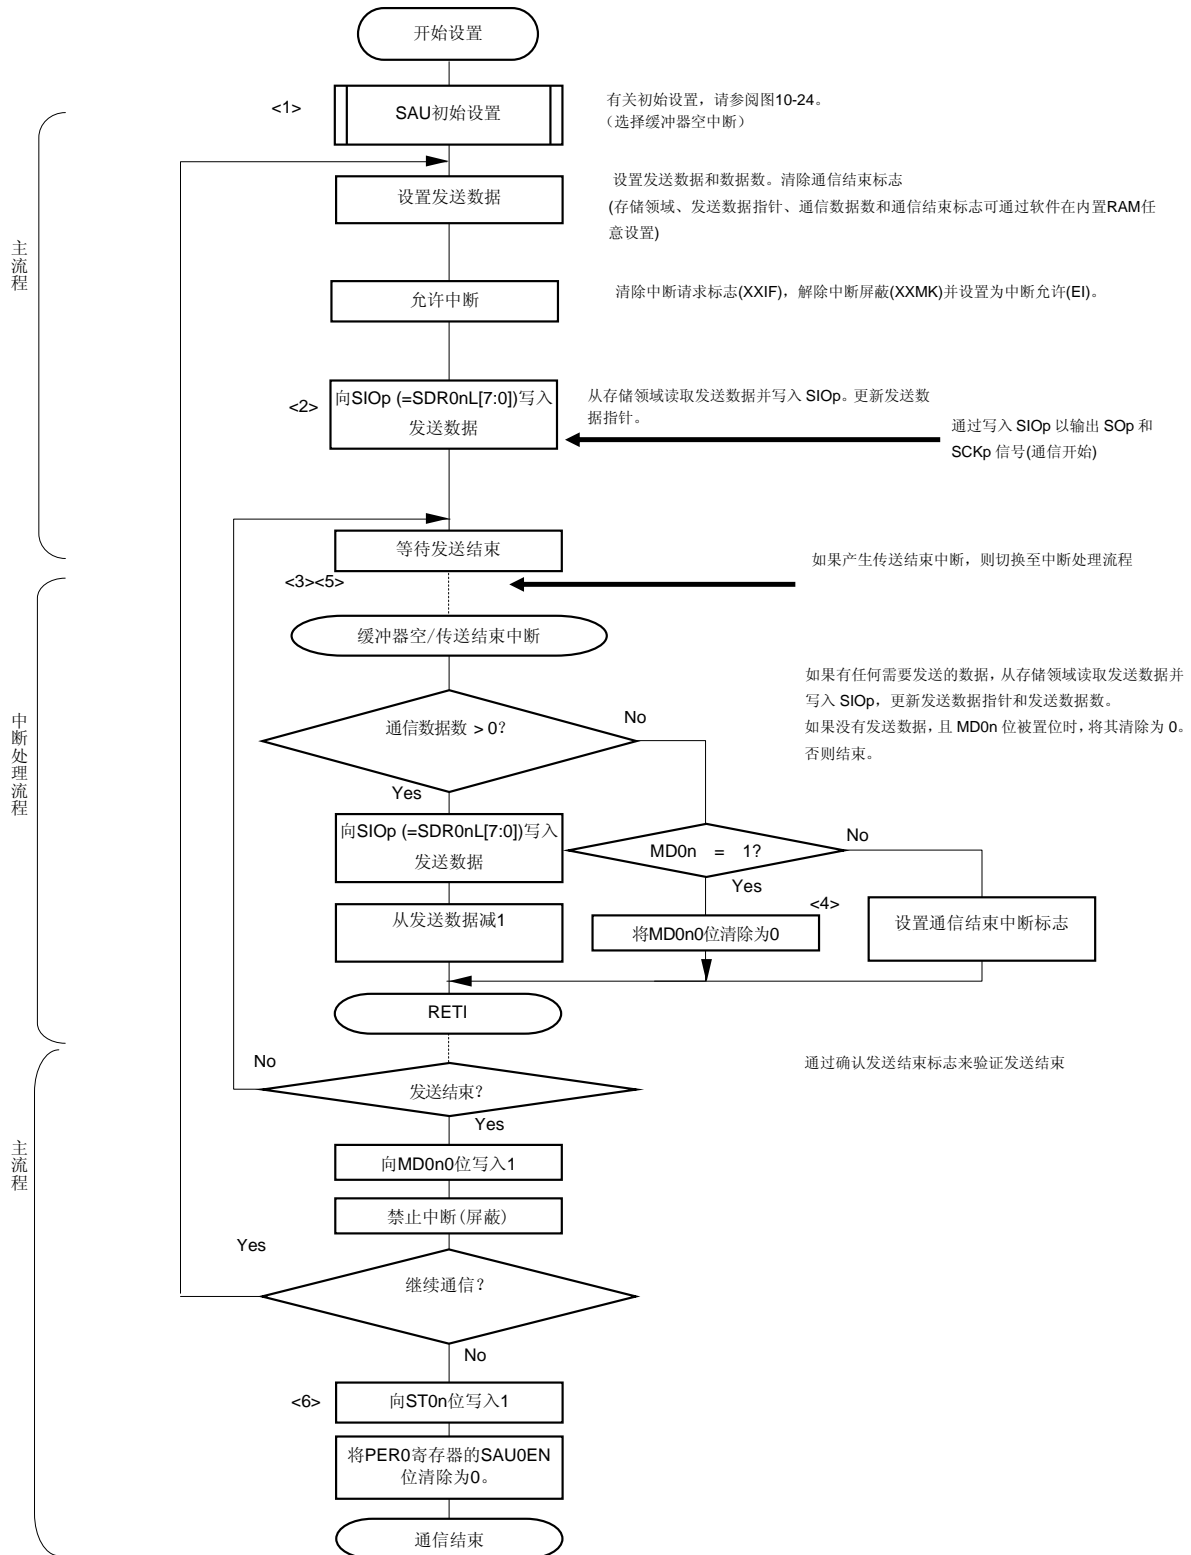 开始设置
<1>
SAU初始设置
有关初始设置，请参阅图10-24。
（选择缓冲器空中断）
设置发送数据
设置发送数据和数据数。清除通信结束标志
(存储领域、发送数据指针、通信数据数和通信结束标志可通过软件在内置RAM任
意设置)
主流程
允许中断
清除中断请求标志(XXIF)，解除中断屏蔽(XXMK)并设置为中断允许(EI)。
<2>
向SIOp (=SDR0nL[7:0])写入
发送数据
从存储领域读取发送数据并写入 SIOp。更新发送数
据指针。
通过写入 SIOp 以输出 SOp 和
SCKp 信号(通信开始)
等待发送结束
<3><5>
如果产生传送结束中断，则切换至中断处理流程
缓冲器空/传送结束中断
中断处理流程
通信数据数 > 0？
No
Yes
如果有任何需要发送的数据，从存储领域读取发送数据并
写入 SIOp，更新发送数据指针和发送数据数。
如果没有发送数据，且 MD0n 位被置位时，将其清除为 0。
否则结束。
向SIOp (=SDR0nL[7:0])写入
发送数据
MD0n = 1?
No
Yes
<4>
从发送数据减1
将MD0n0位清除为0
设置通信结束中断标志
RETI
No
发送结束？
Yes
通过确认发送结束标志来验证发送结束
主流程
向MD0n0位写入1
禁止中断(屏蔽)
Yes
继续通信？
No
<6>
向ST0n位写入1
将PER0寄存器的SAU0EN
位清除为0。
通信结束